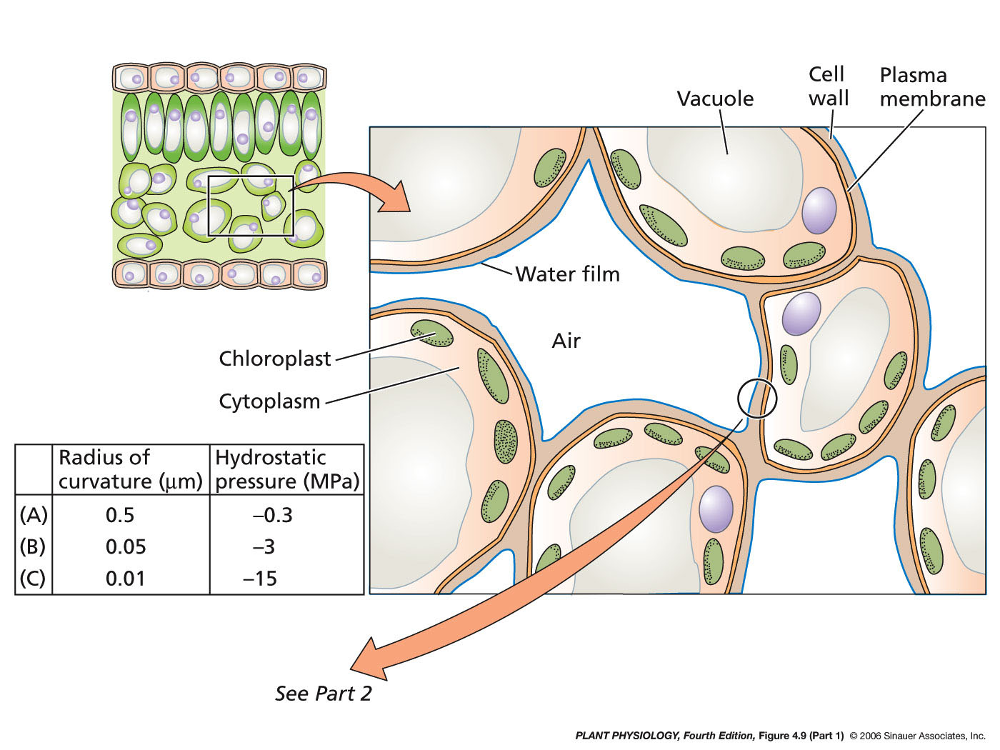 Cell
wall
Plasma
membrane
Vacuole
Water film
Air
Chloroplast
Cytoplasm
Radius of
curvature (μm)
Hydrostatic
pressure (MPa)
(A) 0.5 –0.3
(B) 0.05 –3
(C) 0.01 –15
See Part 2
PLANT PHYSIOLOGY, Fourth Edition, Figure 4.9 (Part 1) © 2006 Sinauer Associates, Inc.